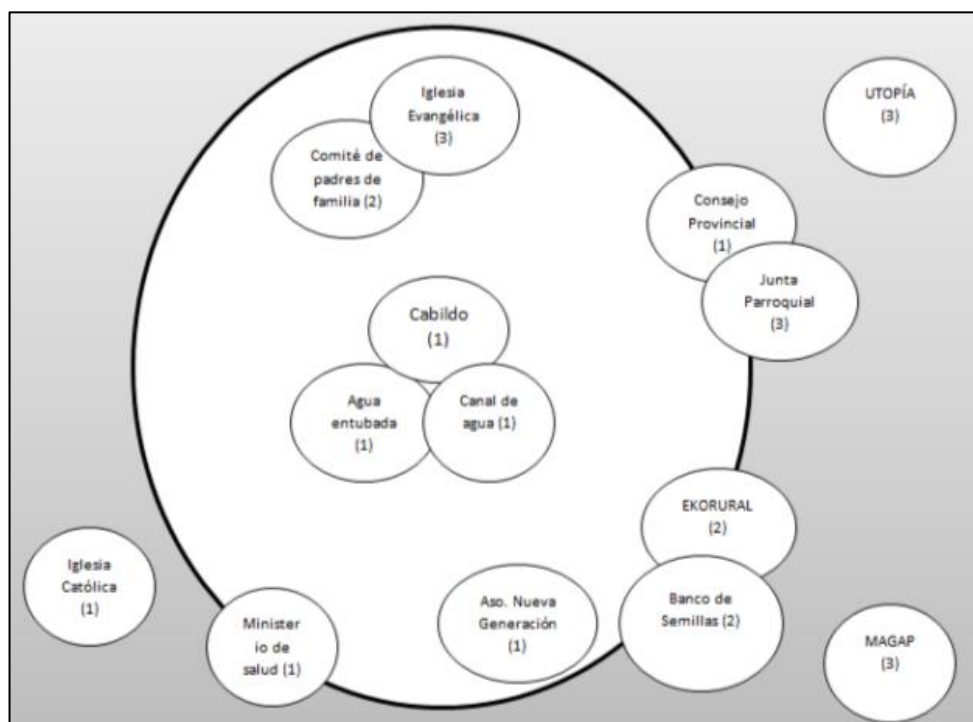 Iglesia
Evangélica
(3)
Comité de
padres de
familia (2)
UTOPÍA
(3)
Consejo
Provincial
(1)
Junta
Parroquial
(3)
Cabildo
(1)
Agua
entubada
(1)
Canal de
agua (1)
EKORURAL
(2)
Banco de
Semillas (2)
Iglesia
Católica
(1)
Minister
io de
salud (1)
Aso. Nueva
Generación
(1)
MAGAP
(3)